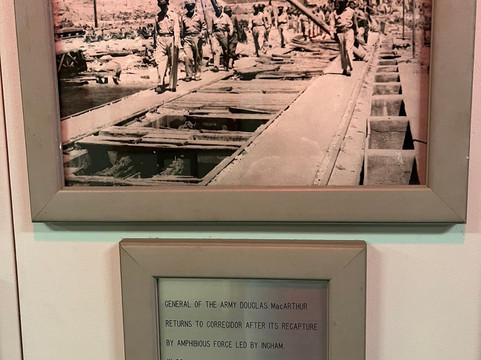 GENERAL OF THE ARMY DOUGLAS MacARTHUR
RETURNS TO CORREGIDOR AFTER ITS RECAPTURE
BY AMPHIBIOUS FORCE LED BY INGHAM.